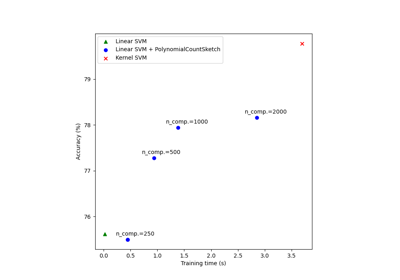 Linear SVM
Linear SVM + PolynomialCountSketch
Kernel SVM
79
78
77
76
Accuracy (%)
n_comp.=2000
n_comp.=1000
n_comp.=500
n_comp.=250
0.0 0.5 1.0 1.5 2.0 2.5 3.0 3.5
Training time (s)